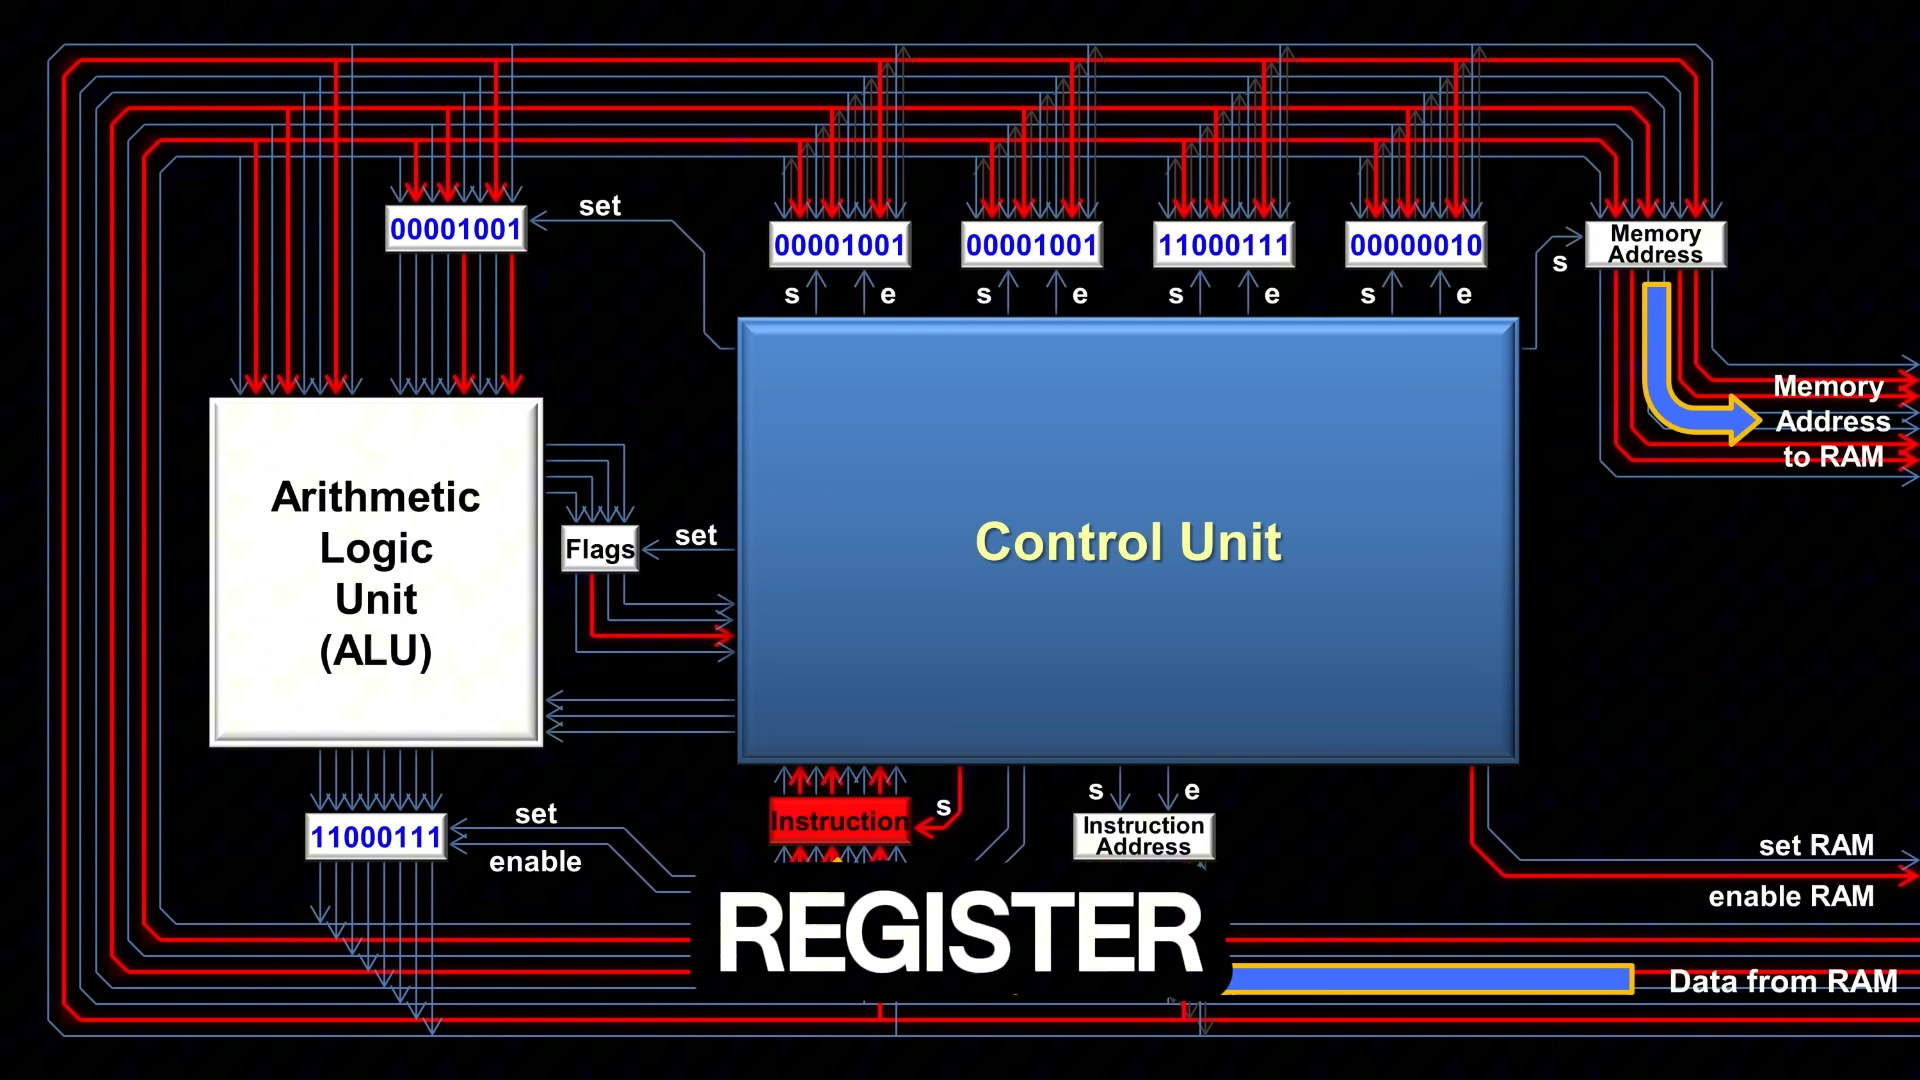 set
00001001
00001001
00001001
11000111
00000010
Memory
Address
s
s
e
s
e
s
e
s
e
Memory
Address
to RAM
Arithmetic
Logic
Unit
(ALU)
Flags
set
Control Unit
s
e
Instruction
s
Instruction
Address
set
11000111
enable
set RAM
enable RAM
REGISTER
Data from RAM